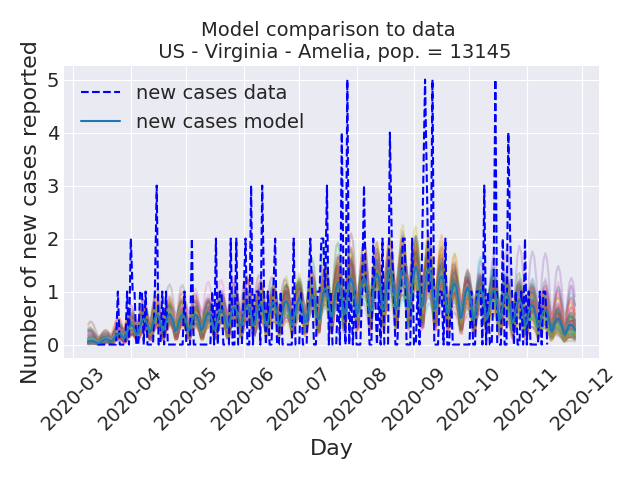 Model comparison to data
US - Virginia - Amelia, pop. = 13145
new cases data
new cases model
Number of new cases reported
5
4
3
2
1
0
2020-03
2020-04
2020-05
2020-06
2020-07
2020-08
2020-09
2020-10
2020-11
2020-12
Day